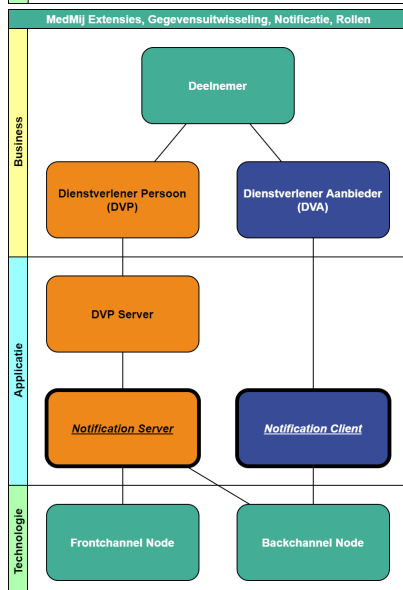 MedMij Extensies, Gegevensuitwisseling, Notificatie, Rollen
Business
Deelnemer
Dienstverlener Persoon
(DVP)
Dienstverlener Aanbieder
(DVA)
Applicatie
DVP Server
Notification Server
Notification Client
Technologie
Frontchannel Node
Backchannel Node